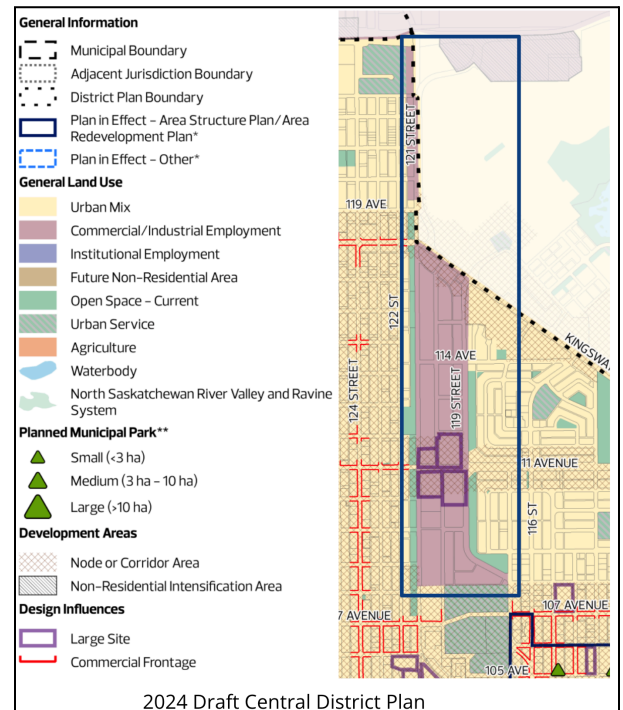 General Information
Municipal Boundary
Adjacent Jurisdiction Boundary
District Plan Boundary
Plan in Effect – Area Structure Plan/Area
Redevelopment Plan*
Plan in Effect – Other*
General Land Use
Urban Mix
Commercial/Industrial Employment
Institutional Employment
Future Non-Residential Area
Open Space – Current
Urban Service
Agriculture
Waterbody
North Saskatchewan River Valley and Ravine
System
Planned Municipal Park**
Small (<3 ha)
Medium (3 ha – 10 ha)
Large (>10 ha)
Development Areas
Node or Corridor Area
Non-Residential Intensification Area
Design Influences
Large Site
Commercial Frontage
121 STREET
119 AVE
122 ST
KINGSWA
114 AVE
124 STREET
119 STREET
11 AVENUE
116 ST
107 AVENUE
7 AVENUE
105 AVE
2024 Draft Central District Plan